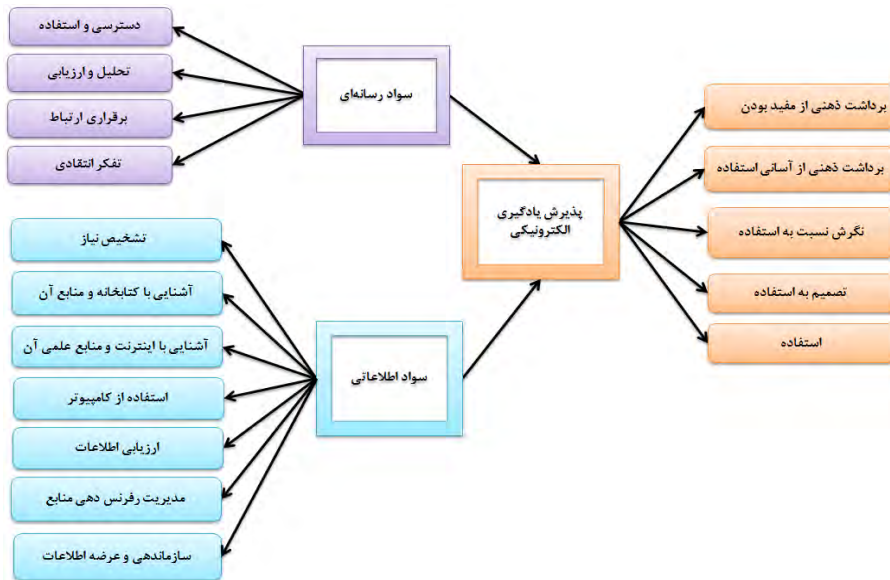 دسترسی و استفاده
تحلیل و ارزیابی
برقراری ارتباط
تفکر انتقادی
سواد رسانه‌ای
برداشت ذهنی از مفید بودن
برداشت ذهنی از آسانی استفاده
نگرش نسبت به استفاده
تصمیم به استفاده
استفاده
پذیرش یادگیری
الکترونیکی
تشخیص نیاز
آشنایی با کتابخانه و منابع آن
آشنایی با اینترنت و منابع علمی آن
استفاده از کامپیوتر
ارزیابی اطلاعات
مدیریت رفرنس دهی منابع
سازماندهی و عرضه اطلاعات
سواد اطلاعاتی